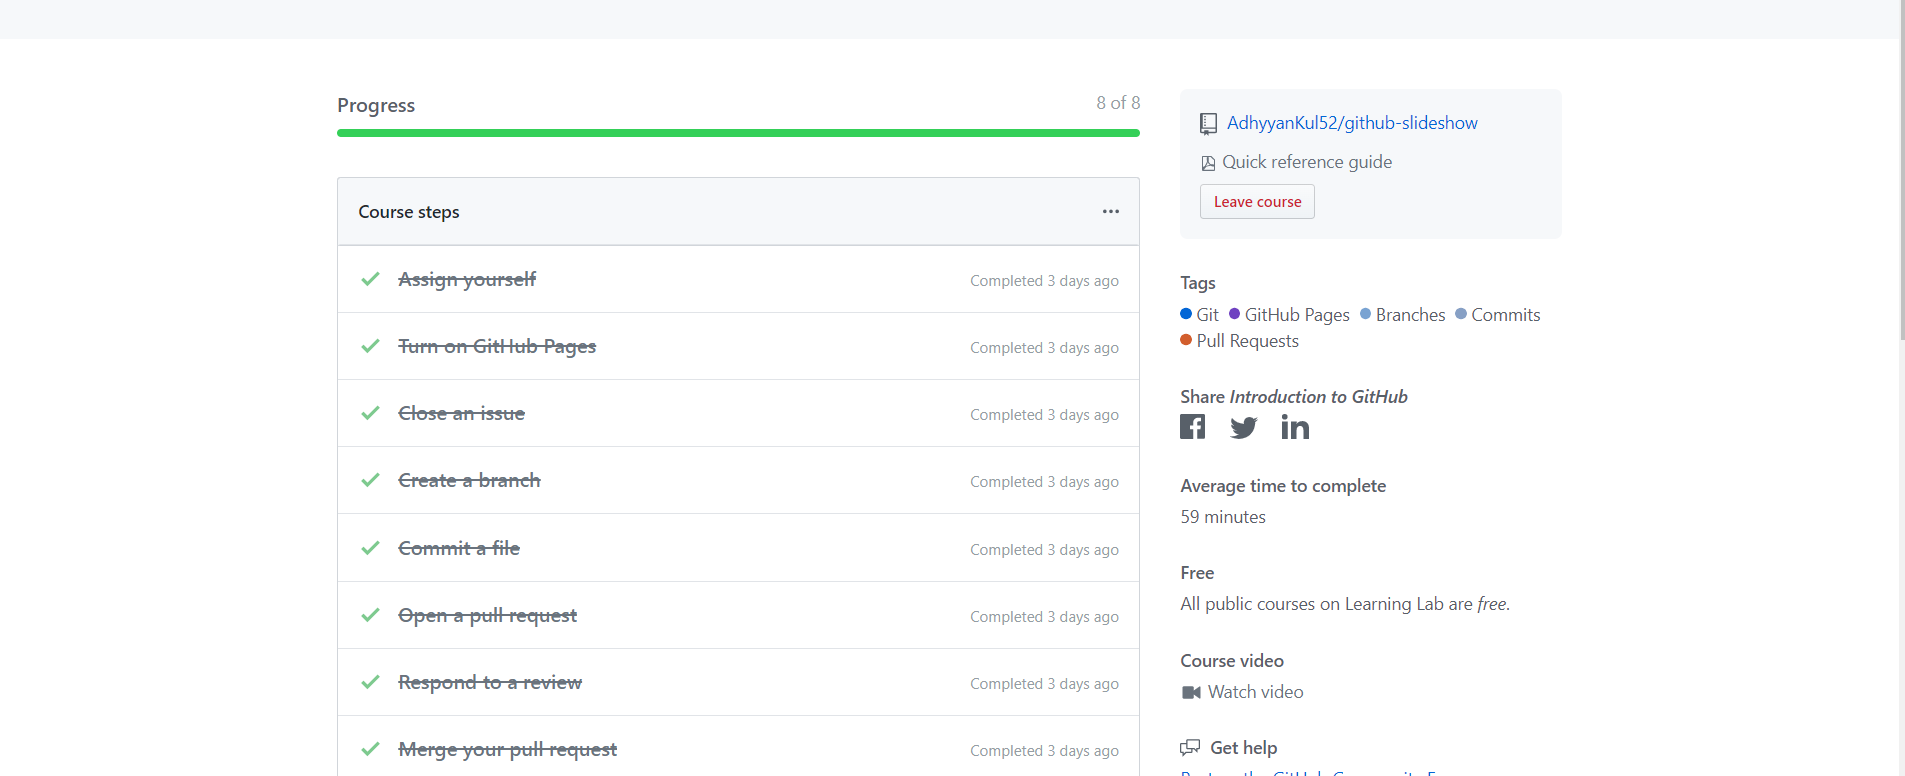 Progress
8 of 8
Course steps
Assign yourself
Completed 3 days ago
Turn on GitHub Pages
Completed 3 days ago
Close an issue
Completed 3 days ago
Create a branch
Completed 3 days ago
Commit a file
Completed 3 days ago
Open a pull request
Completed 3 days ago
Respond to a review
Completed 3 days ago
Merge your pull request
Completed 3 days ago
AdhyyanKul52/github-slideshow
Quick reference guide
Leave course
Tags
Git GitHub Pages Branches Commits
Pull Requests
Share Introduction to GitHub
Average time to complete
59 minutes
Free
All public courses on Learning Lab are free.
Course video
Watch video
Get help